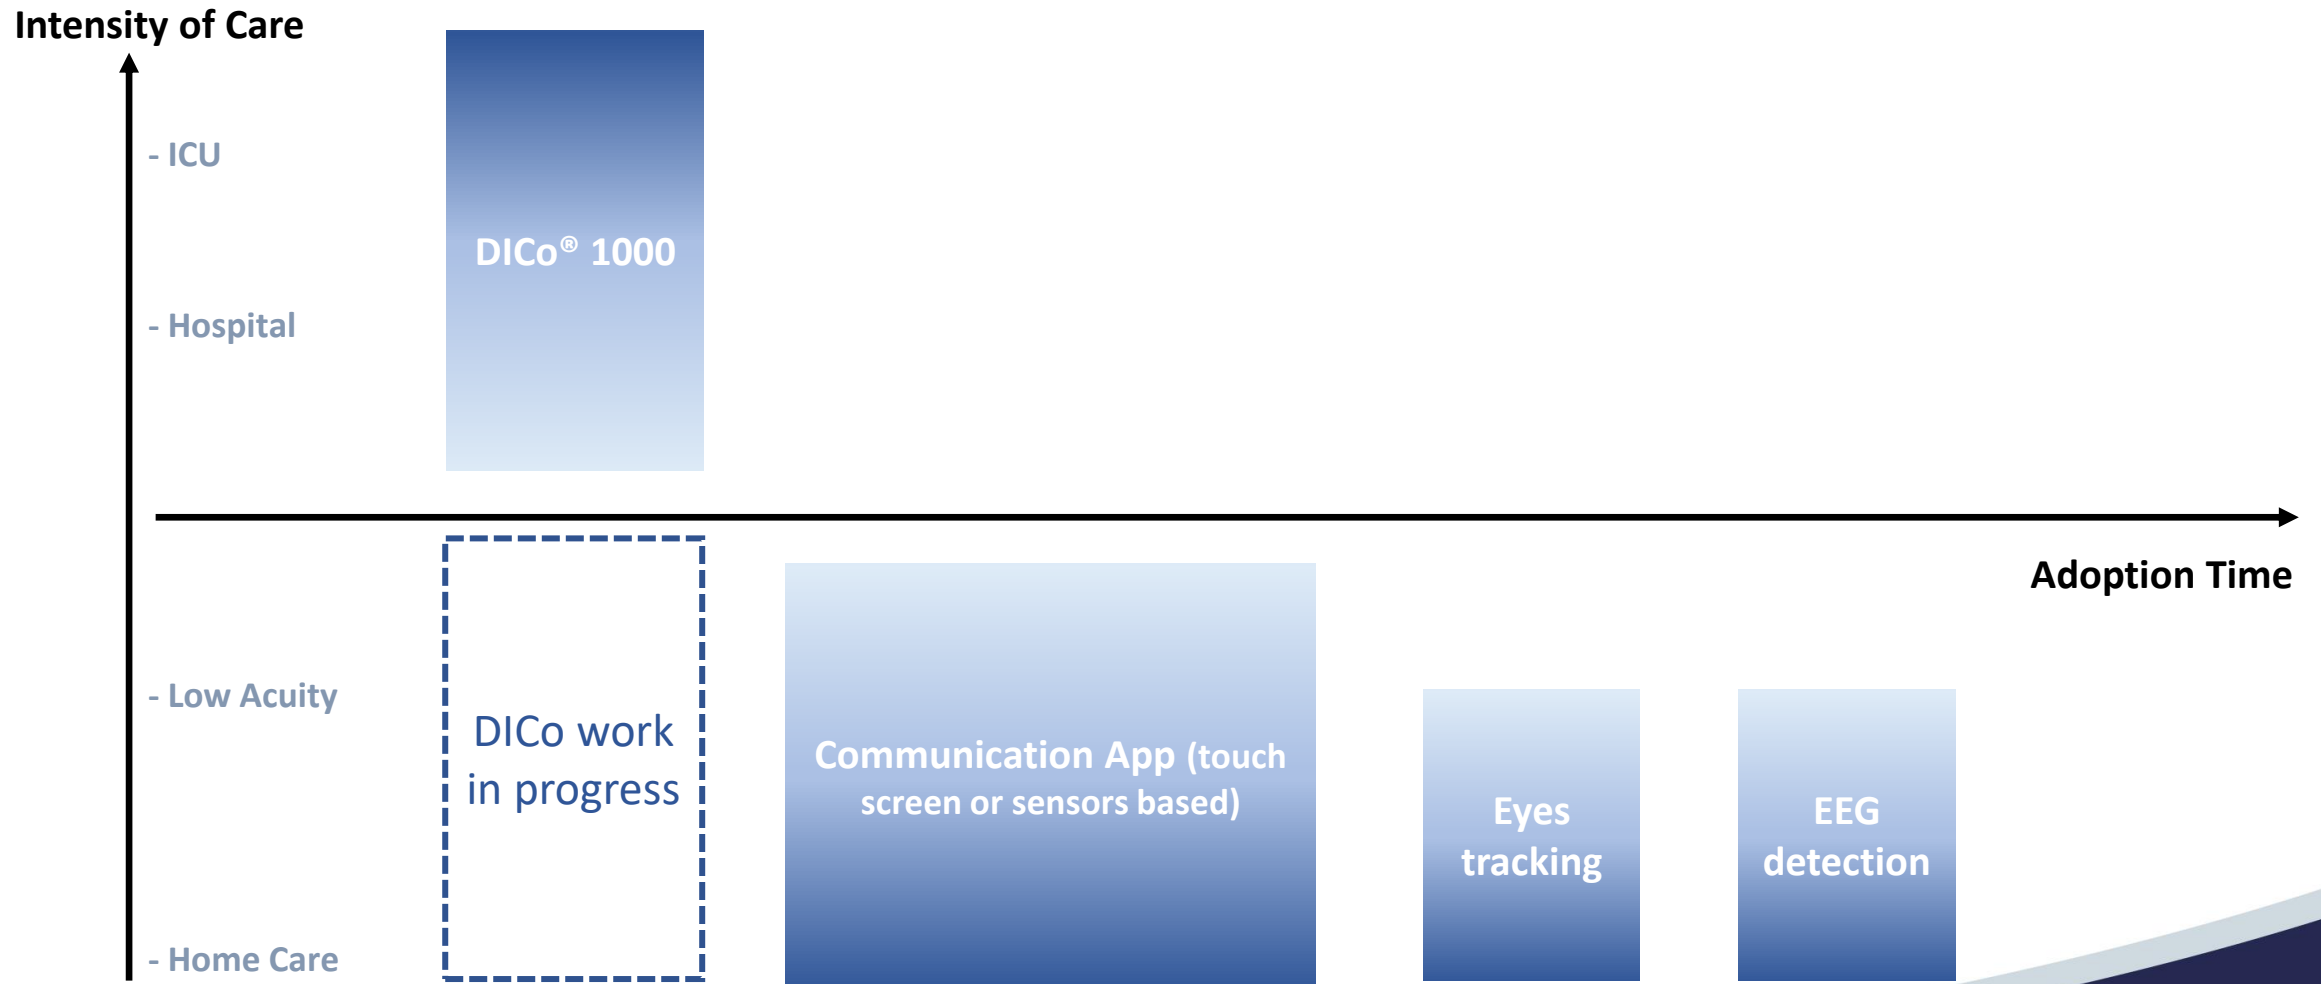 Intensity of Care
- ICU
DICo® 1000
- Hospital
Adoption Time
- Low Acuity
DICo work
in progress
Communication App (touch
screen or sensors based)
Eyes
tracking
EEG
detection
- Home Care